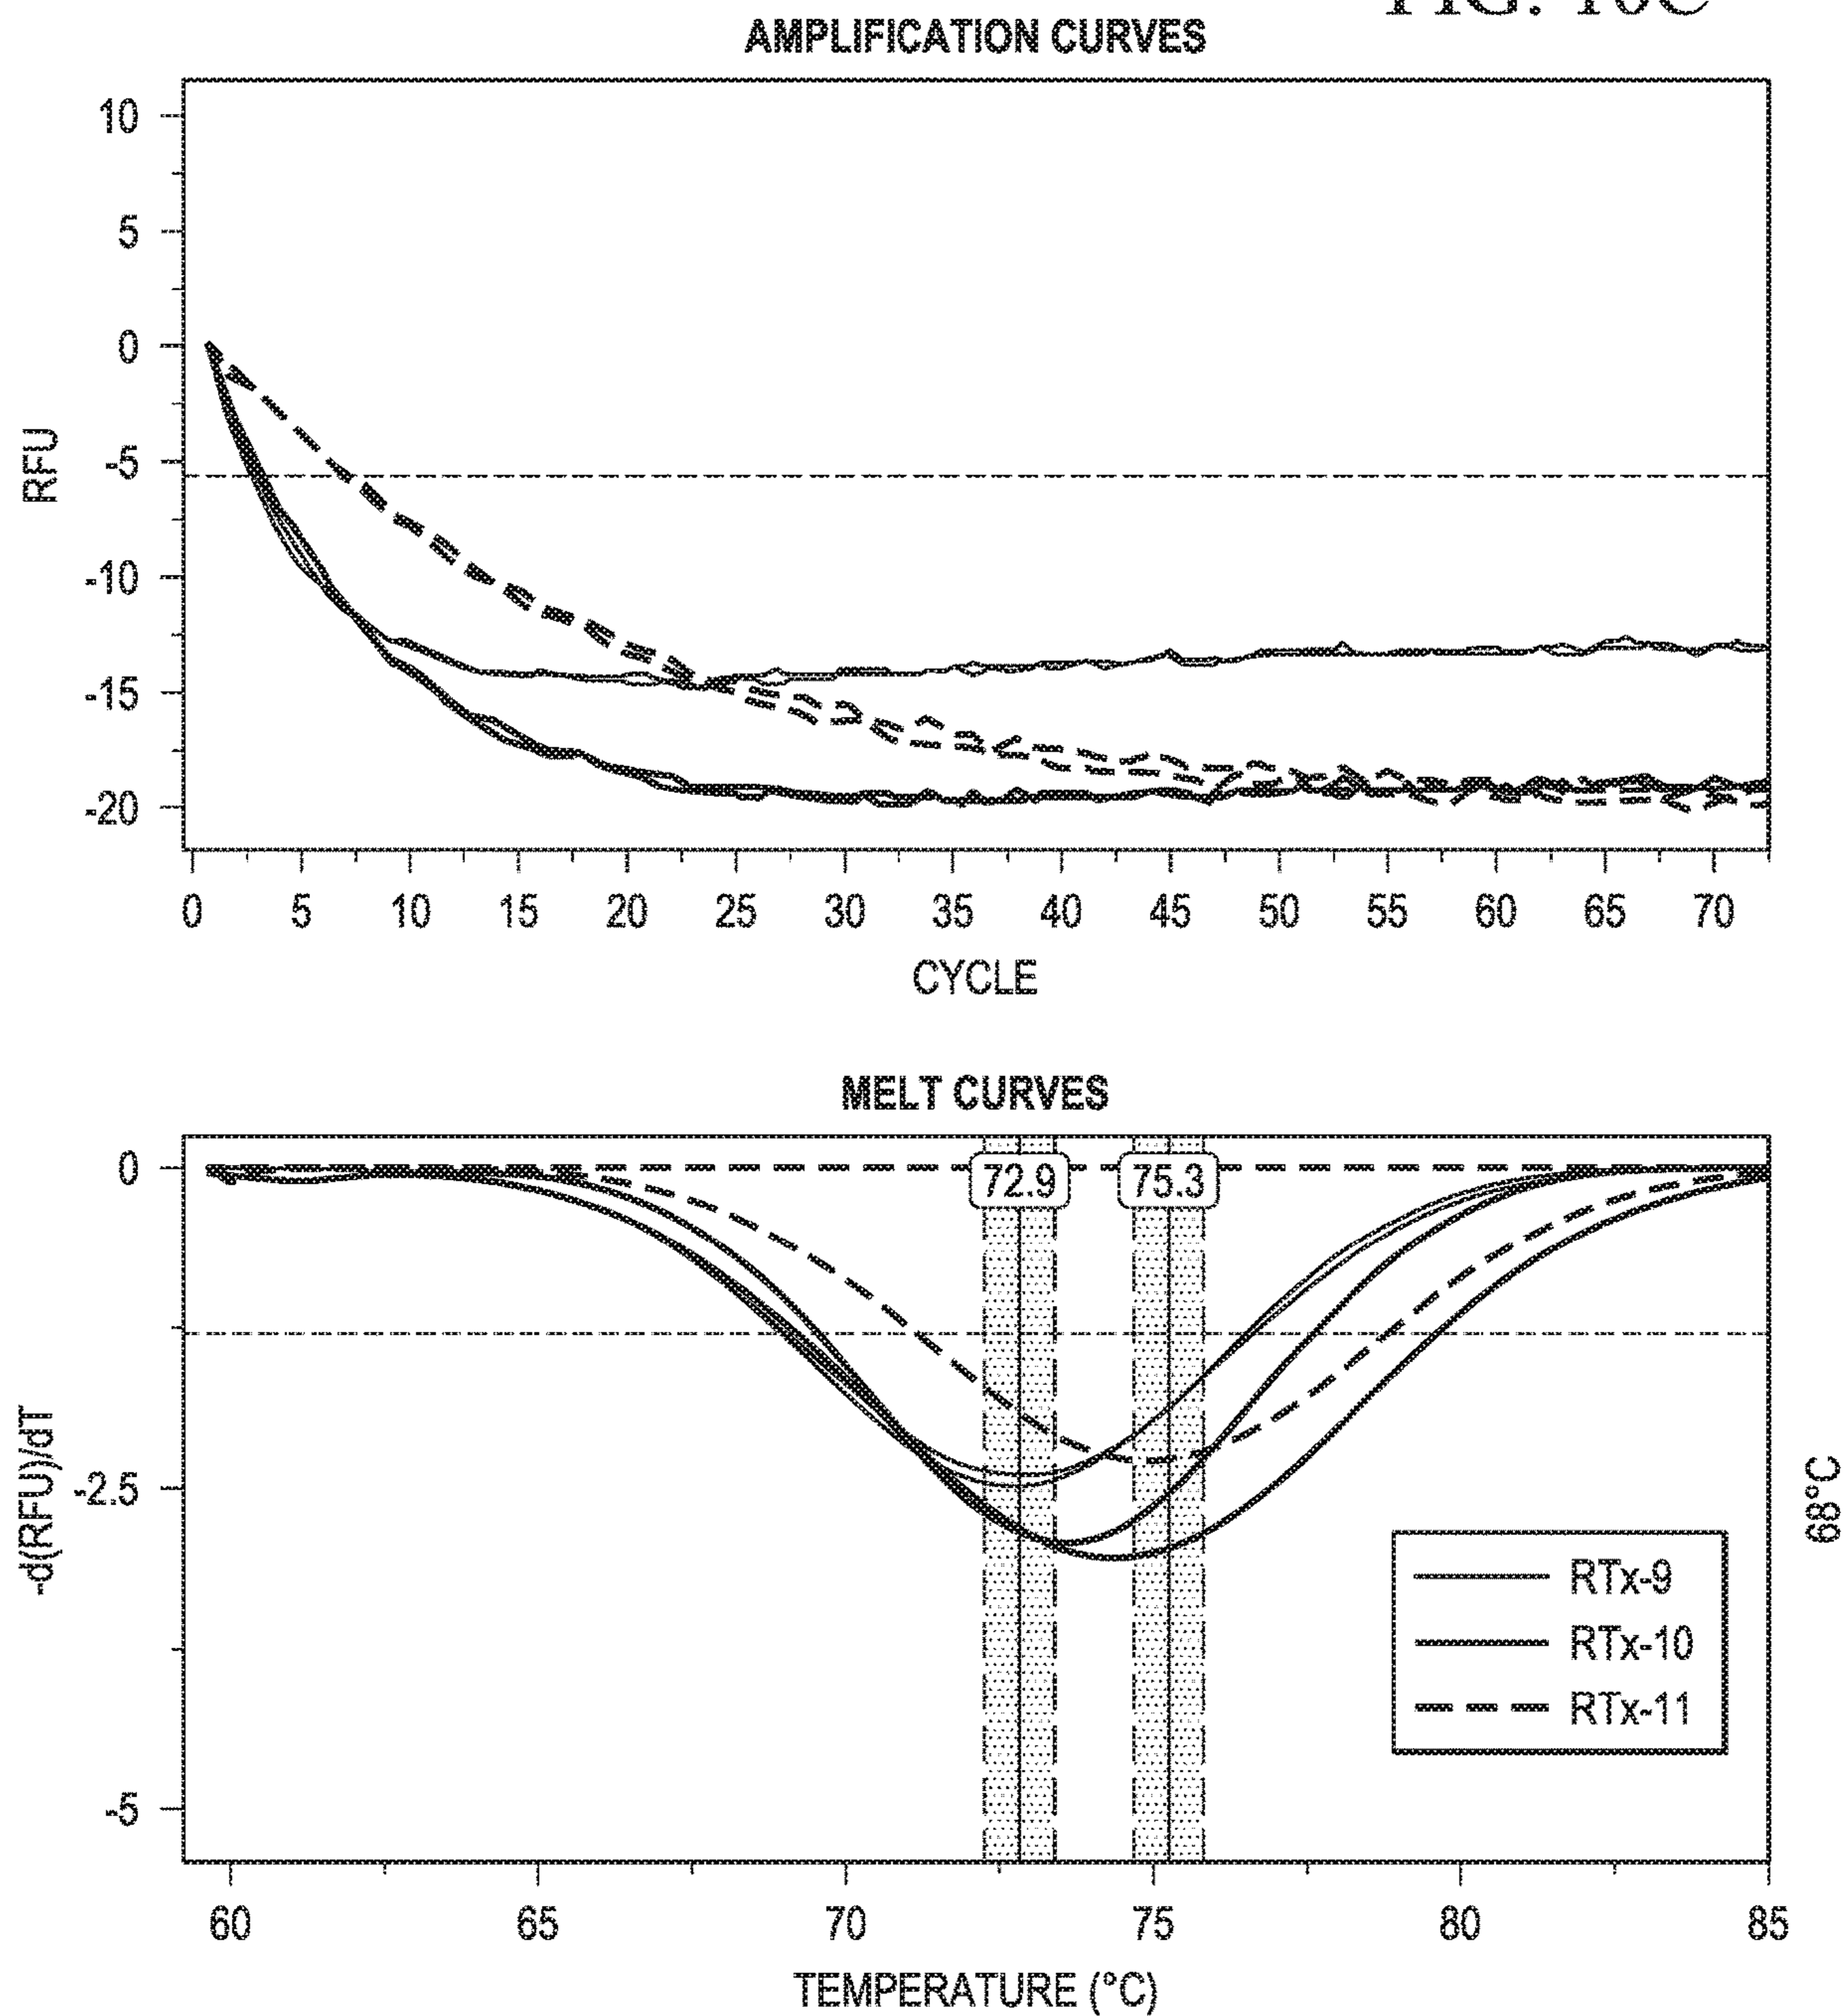 FIG. 10C
AMPLIFICATION CURVES
10
5
0
-5
-10
-15
-20
RFU
0 5 10 15 20 25 30 35 40 45 50 55 60 65 70
CYCLE
MELT CURVES
0
-2.5
-5
-d(RFU)/dT
72.9 75.3
68°C
RTx-9
RTx-10
RTx-11
60 65 70 75 80 85
TEMPERATURE (°C)